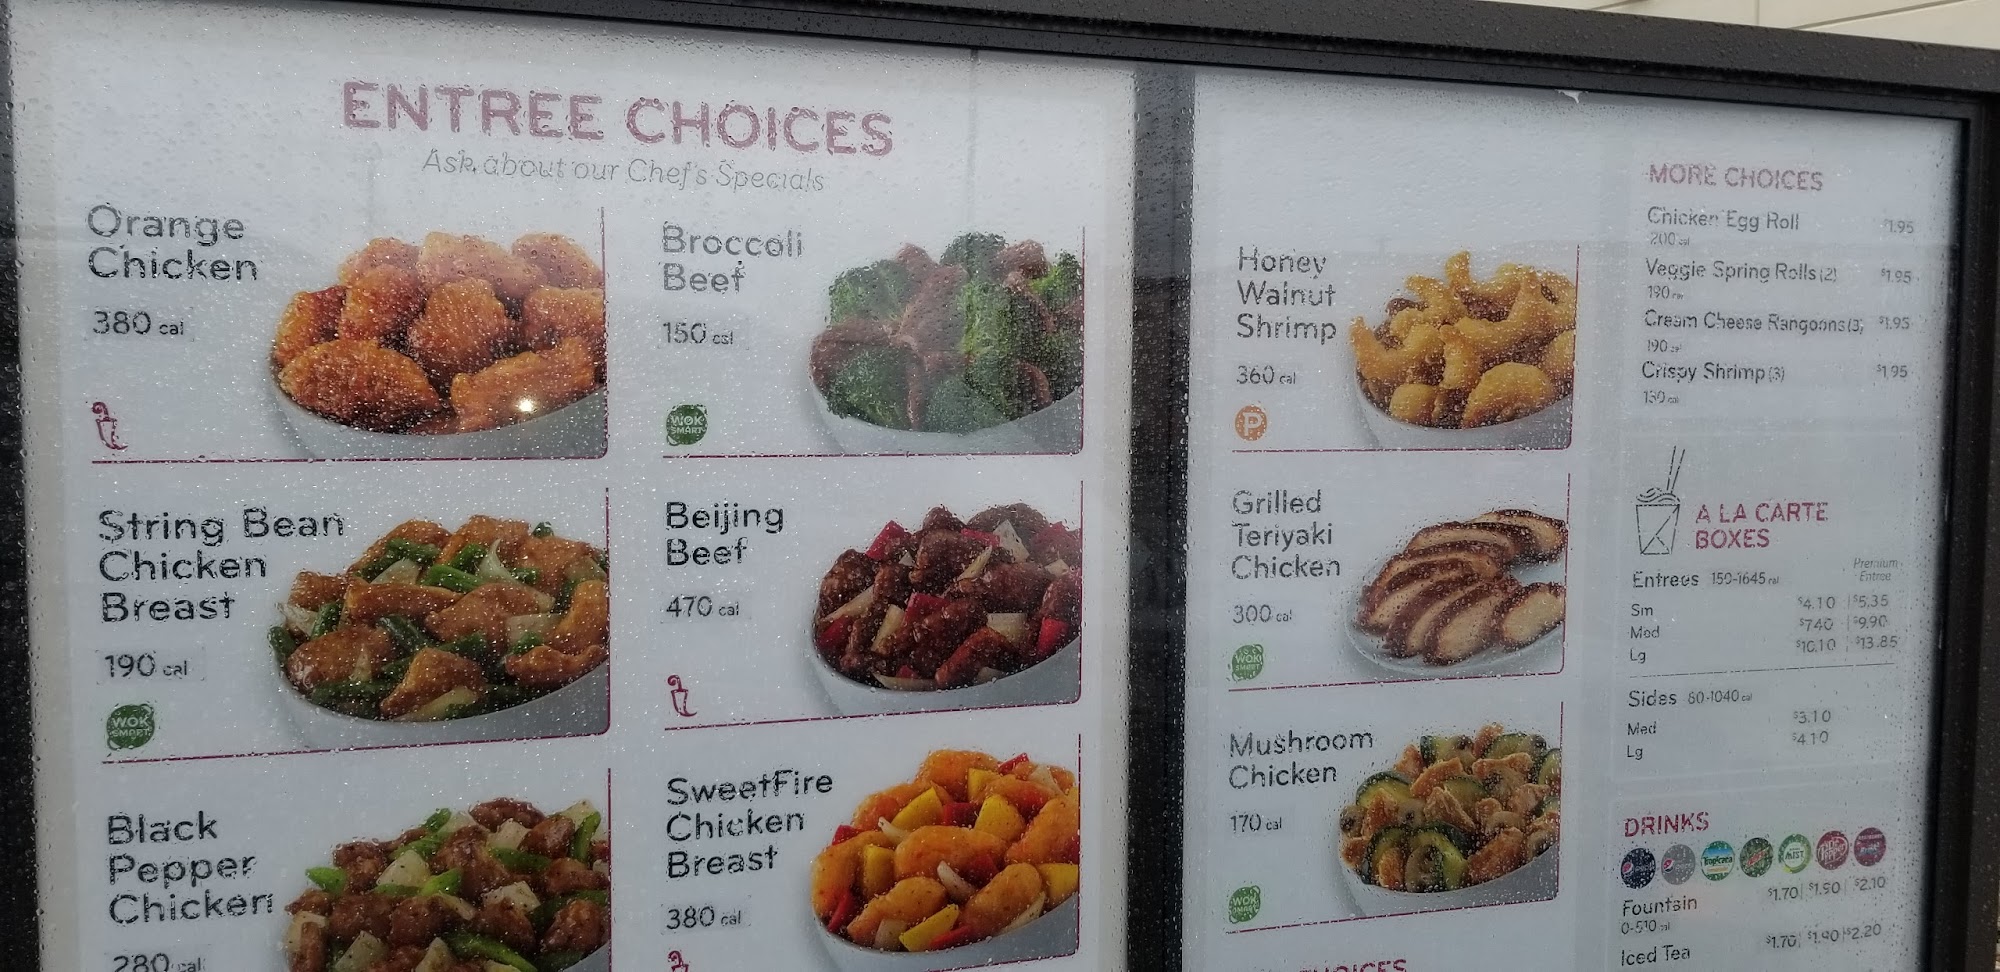 ENTREE CHOICES
Ask about our Chef's Specials
Orange
Chicken
380 cal
String Bean
Chicken
Breast
190 cal
WOK
SMART
Black
Pepper
Chicken
280 cal
Broccoli
Beef
150 cal
WOK
SMART
Beijing
Beef
470 cal
SweetFire
Chicken
Breast
380 cal
Honey
Walnut
Shrimp
360 cal
P
Grilled
Teriyaki
Chicken
300 cal
WOK
SMART
Mushroom
Chicken
170 cal
WOK
SMART
MORE CHOICES
Chicken Egg Roll $1.95
200 cal
Veggie Spring Rolls (2) $1.95
190 cal
Cream Cheese Rangoons (3) $1.95
190 cal
Crispy Shrimp (3) $1.95
A LA CARTE
BOXES
Premium
Entree
Entrees 150-1645 cal
Sm $4.10 | $5.35
Med $7.40 | $9.90
Lg $10.10 | $13.85
Sides 80-1040 cal
Med $3.10
Lg $4.10
DRINKS
Tropicana
MIST
Fountain $1.70 | $1.90 | $2.10
0-510 cal
Iced Tea $1.70 | $1.90 | $2.20